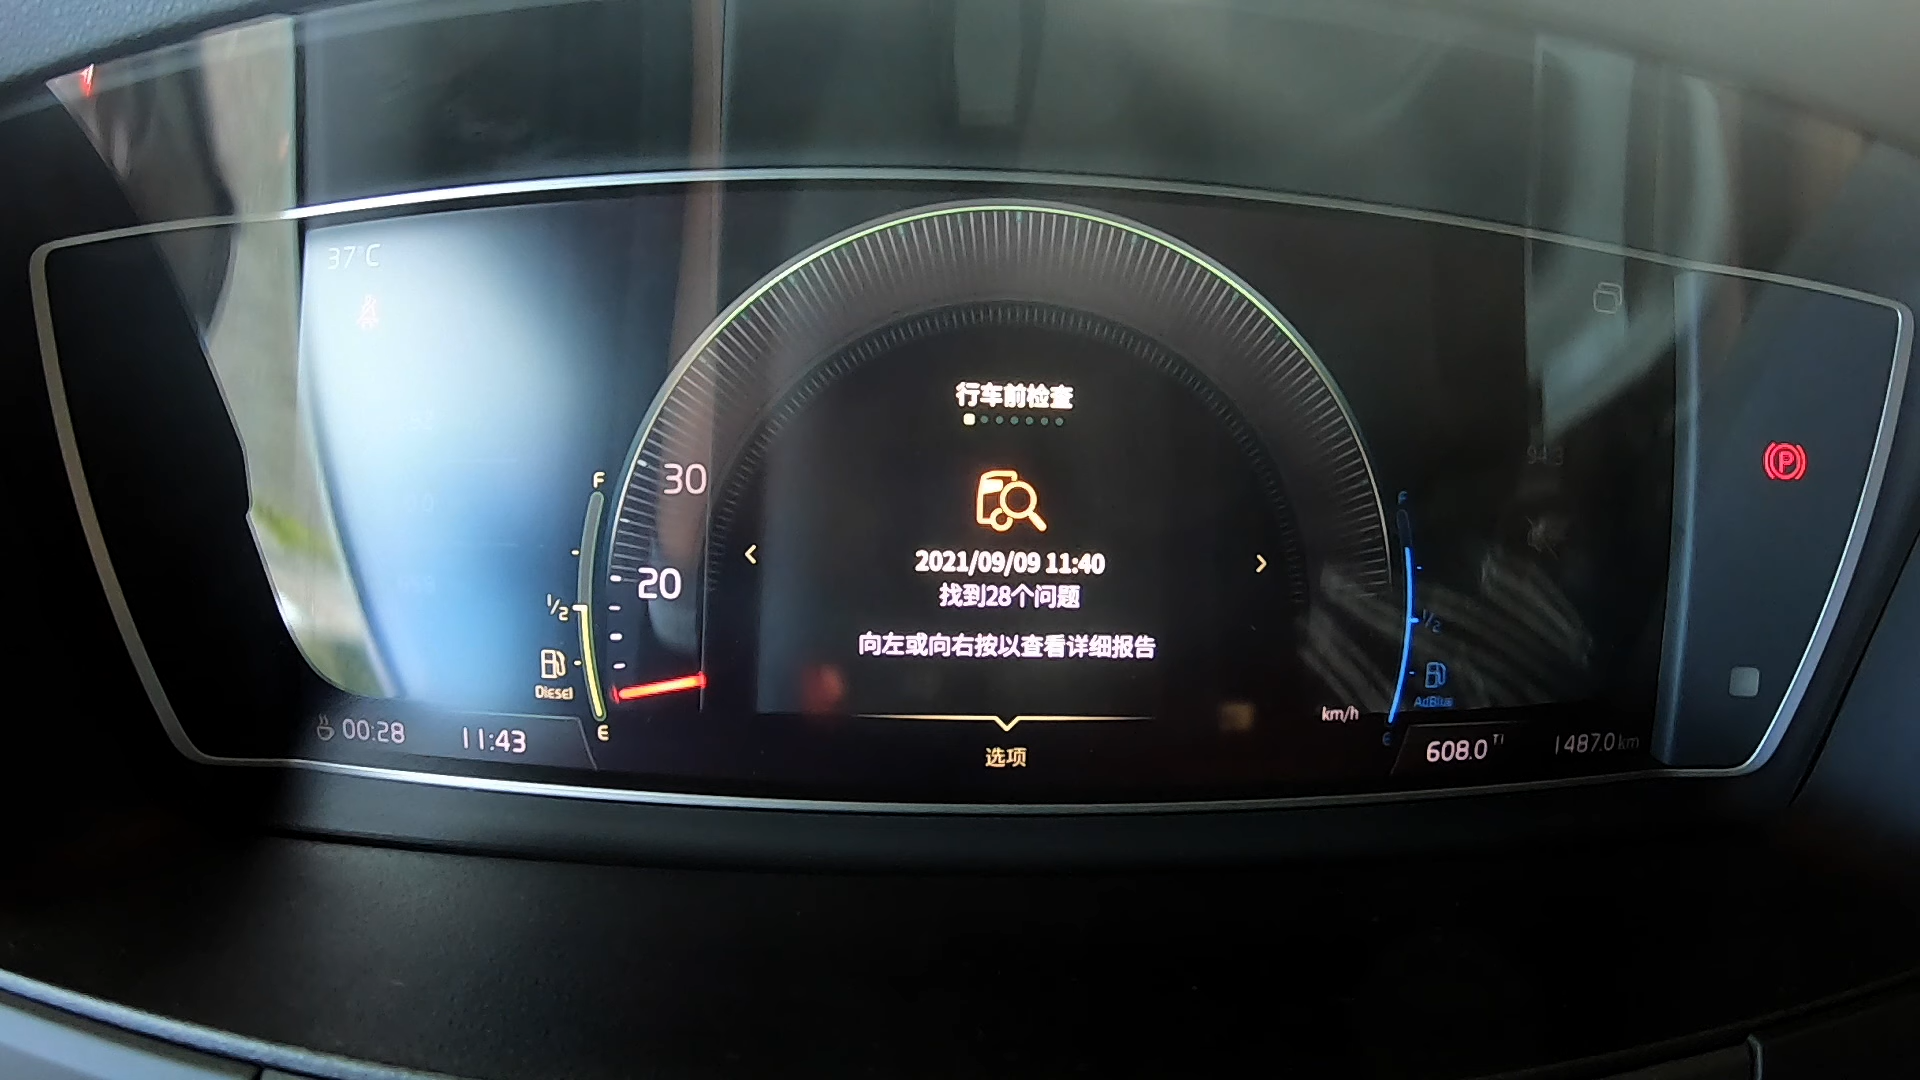 37°C
行车前检查
F
30
F
2021/09/09 11:40
20
找到28个问题
1/2
1/2
向左或向右按以查看详细报告
Diesel
AdBlue
km/h
E
E
00:28
11:43
608.0 T1
1487.0 km
选项
P